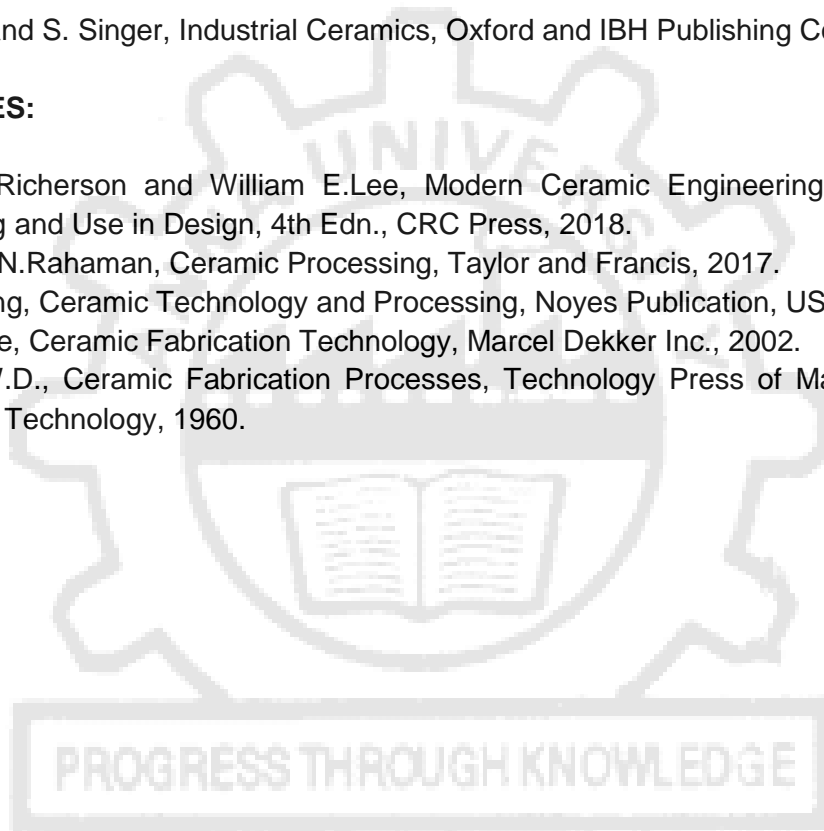 nd S. Singer, Industrial Ceramics, Oxford and IBH Publishing Co
ES:
Richerson and William E.Lee, Modern Ceramic Engineering
g and Use in Design, 4th Edn., CRC Press, 2018.
N.Rahaman, Ceramic Processing, Taylor and Francis, 2017.
ng, Ceramic Technology and Processing, Noyes Publication, US
e, Ceramic Fabrication Technology, Marcel Dekker Inc., 2002.
.D., Ceramic Fabrication Processes, Technology Press of Ma
Technology, 1960.
UNIVERSITY
PROGRESS THROUGH KNOWLEDGE